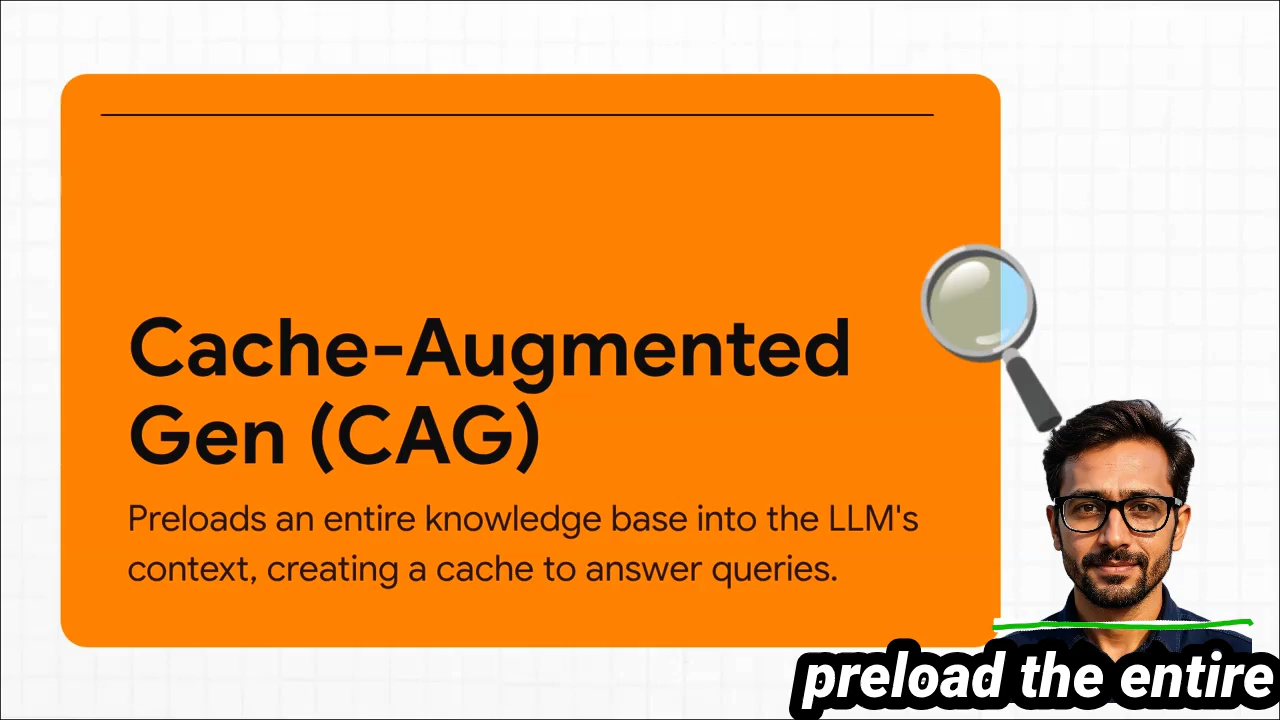 Cache-Augmented
Gen (CAG)
Preloads an entire knowledge base into the LLM's
context, creating a cache to answer queries.
preload the entire